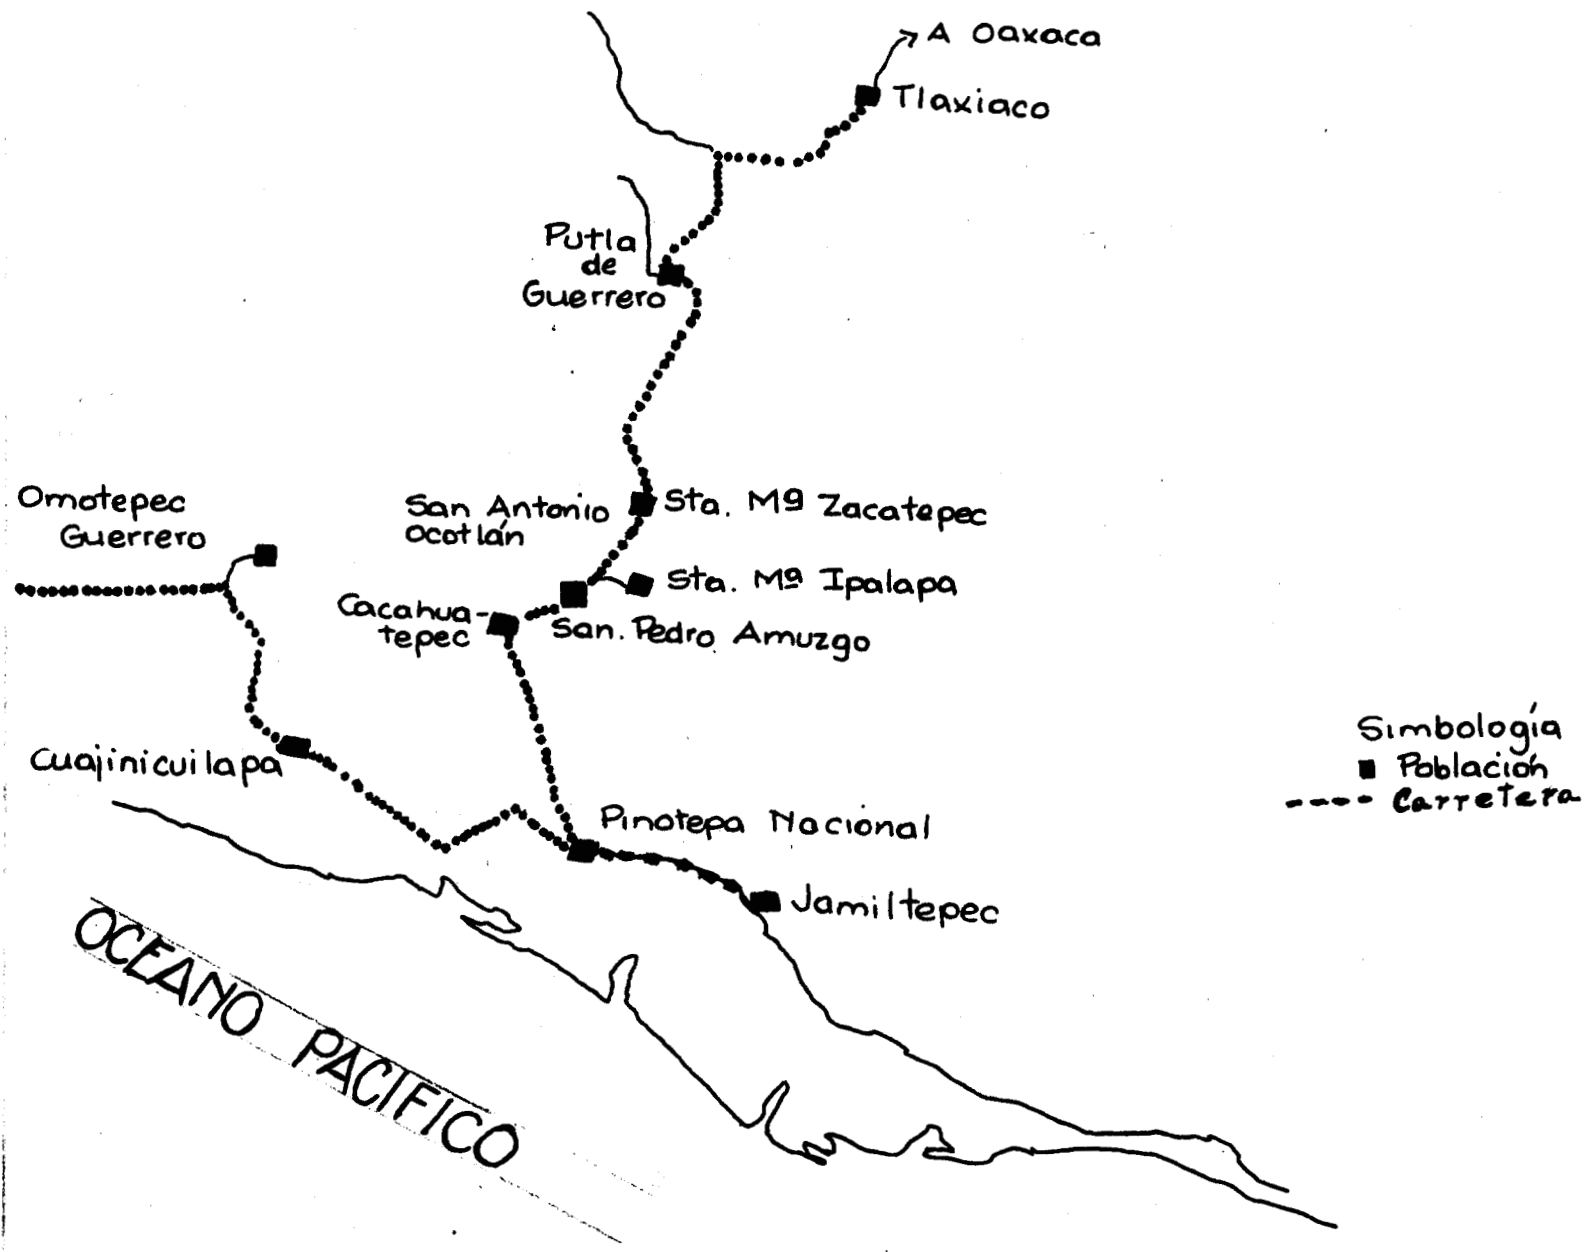 A Oaxaca
Tlaxiaco
Putla
de
Guerrero
Omotepec
Guerrero
San Antonio
Ocotlán
Sta. Mª Zacatepec
Sta. Mª Ipalapa
Cacahua-
tepec
San. Pedro Amuzgo
Cuajinicuilapa
Pinotepa Nacional
Jamiltepec
Simbología
Población
Carretera
OCEANO PACIFICO